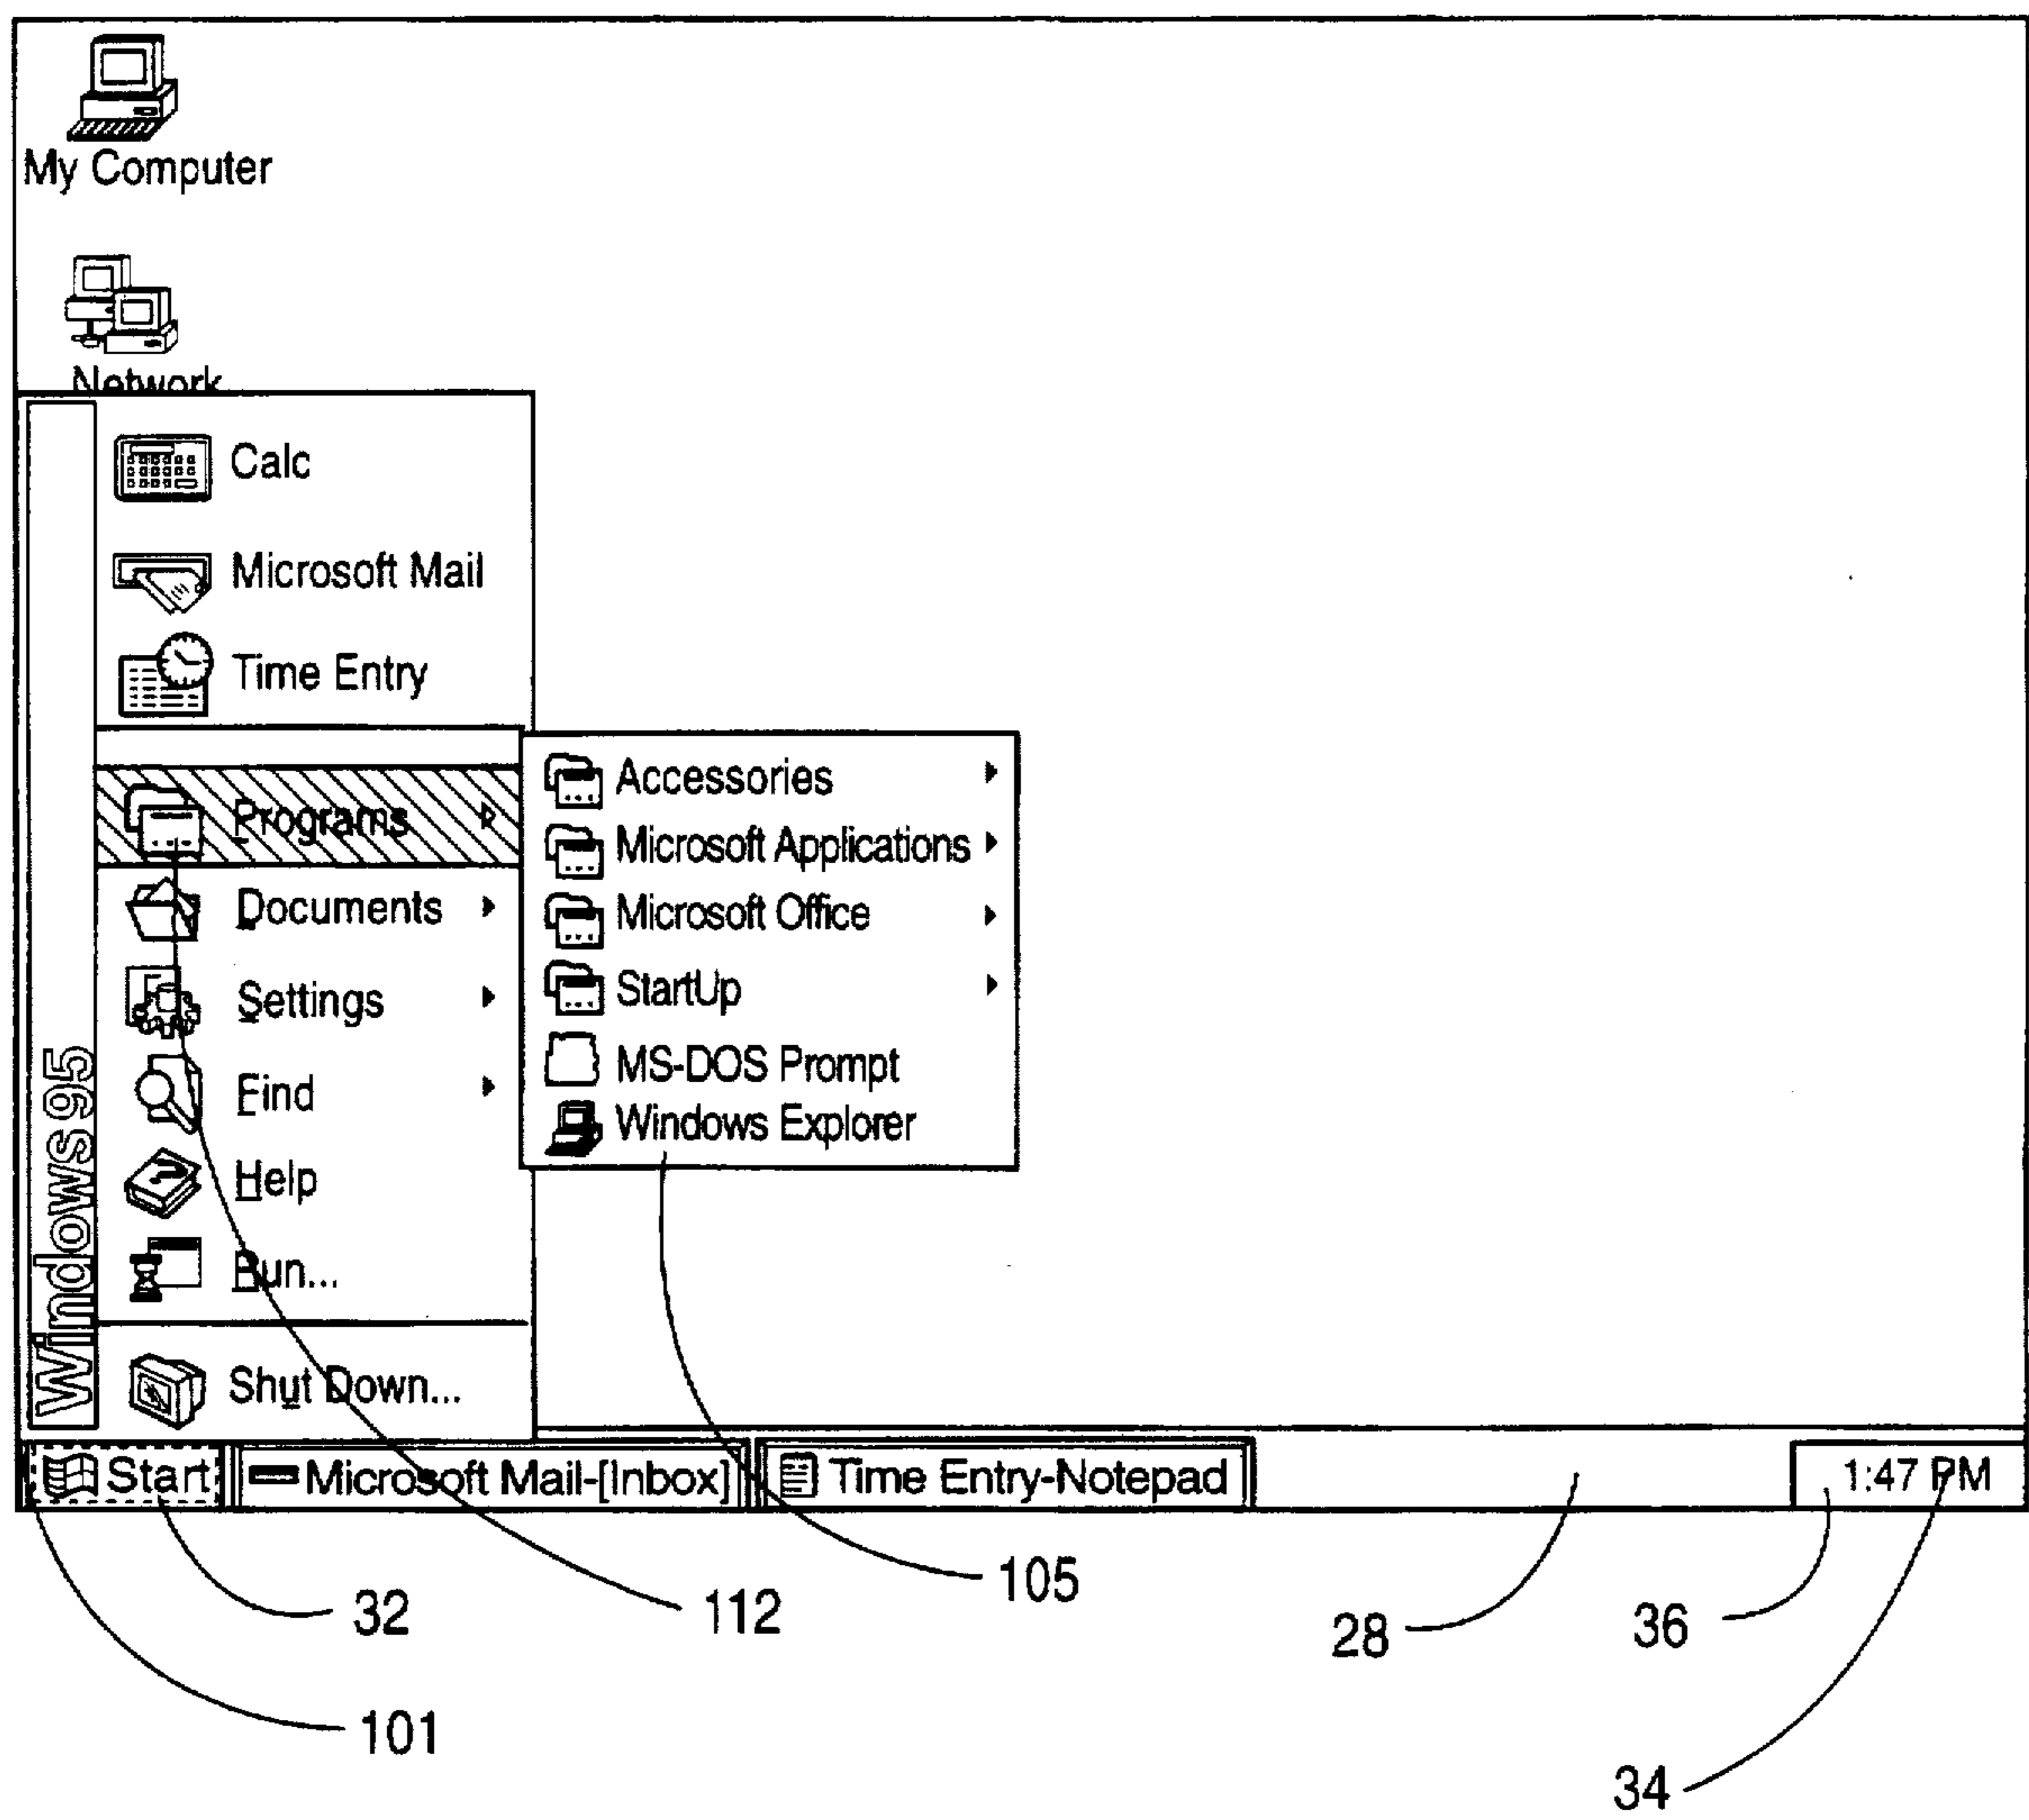 My Computer
Network
Calc
Microsoft Mail
Time Entry
Programs
Documents
Settings
Find
Help
Run...
Shut Down...
Windows 95
Accessories
Microsoft Applications
Microsoft Office
StartUp
MS-DOS Prompt
Windows Explorer
Start
Microsoft Mail-[Inbox]
Time Entry-Notepad
1:47 PM
32
112
105
28
36
101
34